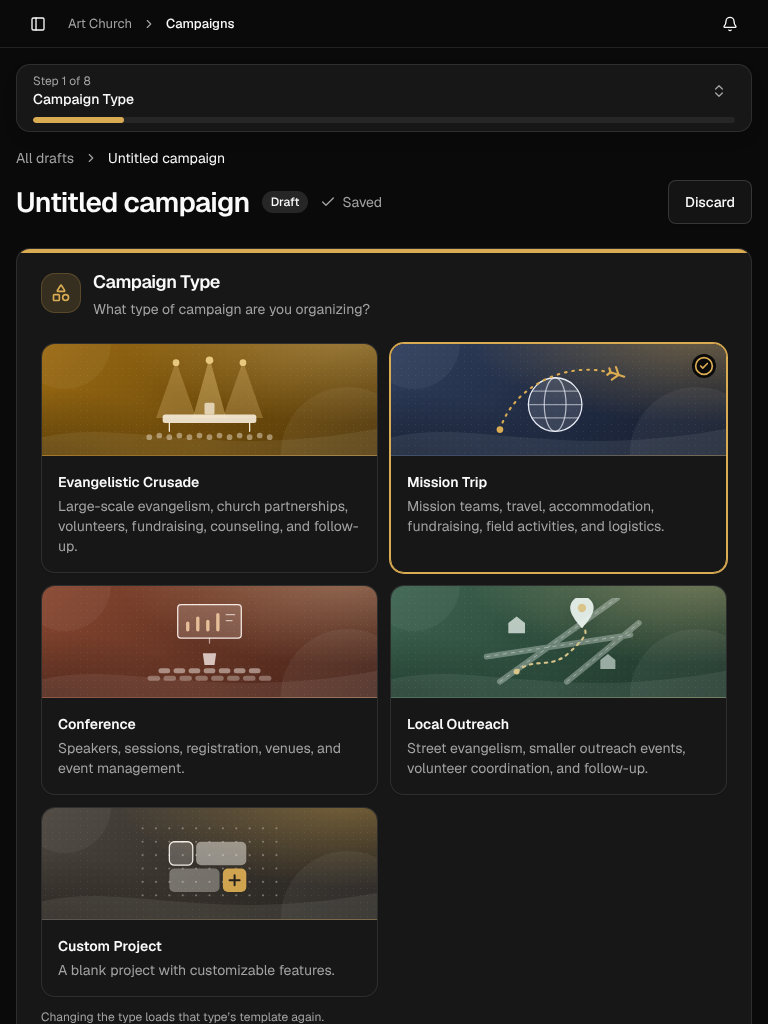 Art Church > Campaigns
Step 1 of 8
Campaign Type
All drafts > Untitled campaign
Untitled campaign Draft Saved Discard
Campaign Type
What type of campaign are you organizing?
Evangelistic Crusade
Large-scale evangelism, church partnerships,
volunteers, fundraising, counseling, and follow-
up.
Mission Trip
Mission teams, travel, accommodation,
fundraising, field activities, and logistics.
Conference
Speakers, sessions, registration, venues, and
event management.
Local Outreach
Street evangelism, smaller outreach events,
volunteer coordination, and follow-up.
Custom Project
A blank project with customizable features.
Changing the type loads that type's template again.